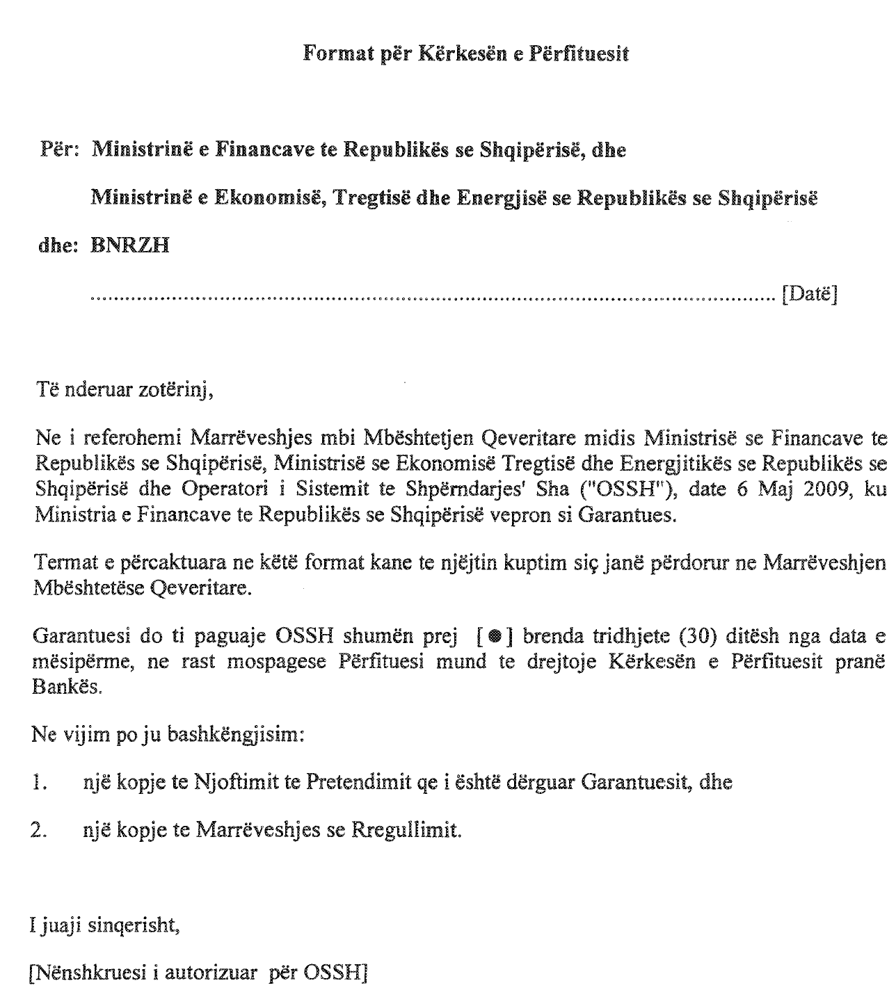 Format për Kërkesën e Përfituesit
Për: Ministrinë e Financave te Republikës se Shqipërisë, dhe
Ministrinë e Ekonomisë, Tregtisë dhe Energjisë se Republikës se Shqipërisë
dhe: BNRZH
.......................................................................................................... [Datë]
Të nderuar zotërinj,
Ne i referohemi Marrëveshjes mbi Mbështetjen Qeveritare midis Ministrisë se Financave te
Republikës se Shqipërisë, Ministrisë se Ekonomisë Tregtisë dhe Energjitikës se Republikës se
Shqipërisë dhe Operatori i Sistemit te Shpërndarjes' Sha ("OSSH"), date 6 Maj 2009, ku
Ministria e Financave te Republikës se Shqipërisë vepron si Garantues.
Termat e përcaktuara ne këtë format kane te njëjtin kuptim siç janë përdorur ne Marrëveshjen
Mbështetëse Qeveritare.
Garantuesi do ti paguaje OSSH shumën prej [●] brenda tridhjete (30) ditësh nga data e
mësipërme, ne rast mospagese Përfituesi mund te drejtoje Kërkesën e Përfituesit pranë
Bankës.
Ne vijim po ju bashkëngjisim:
1. një kopje te Njoftimit te Pretendimit qe i është dërguar Garantuesit, dhe
2. një kopje te Marrëveshjes se Rregullimit.
I juaji sinqerisht,
[Nënshkruesi i autorizuar për OSSH]